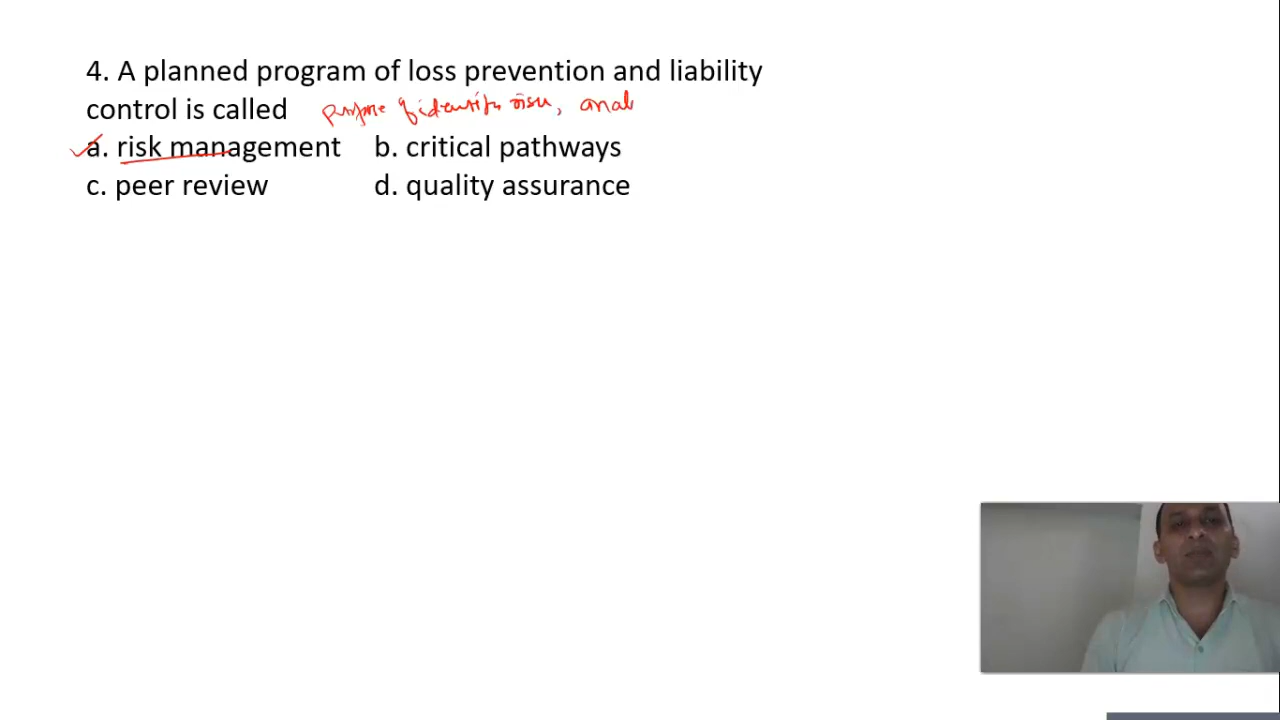 4. A planned program of loss prevention and liability
control is called purpose of identify risk, anal
a. risk management b. critical pathways
c. peer review d. quality assurance